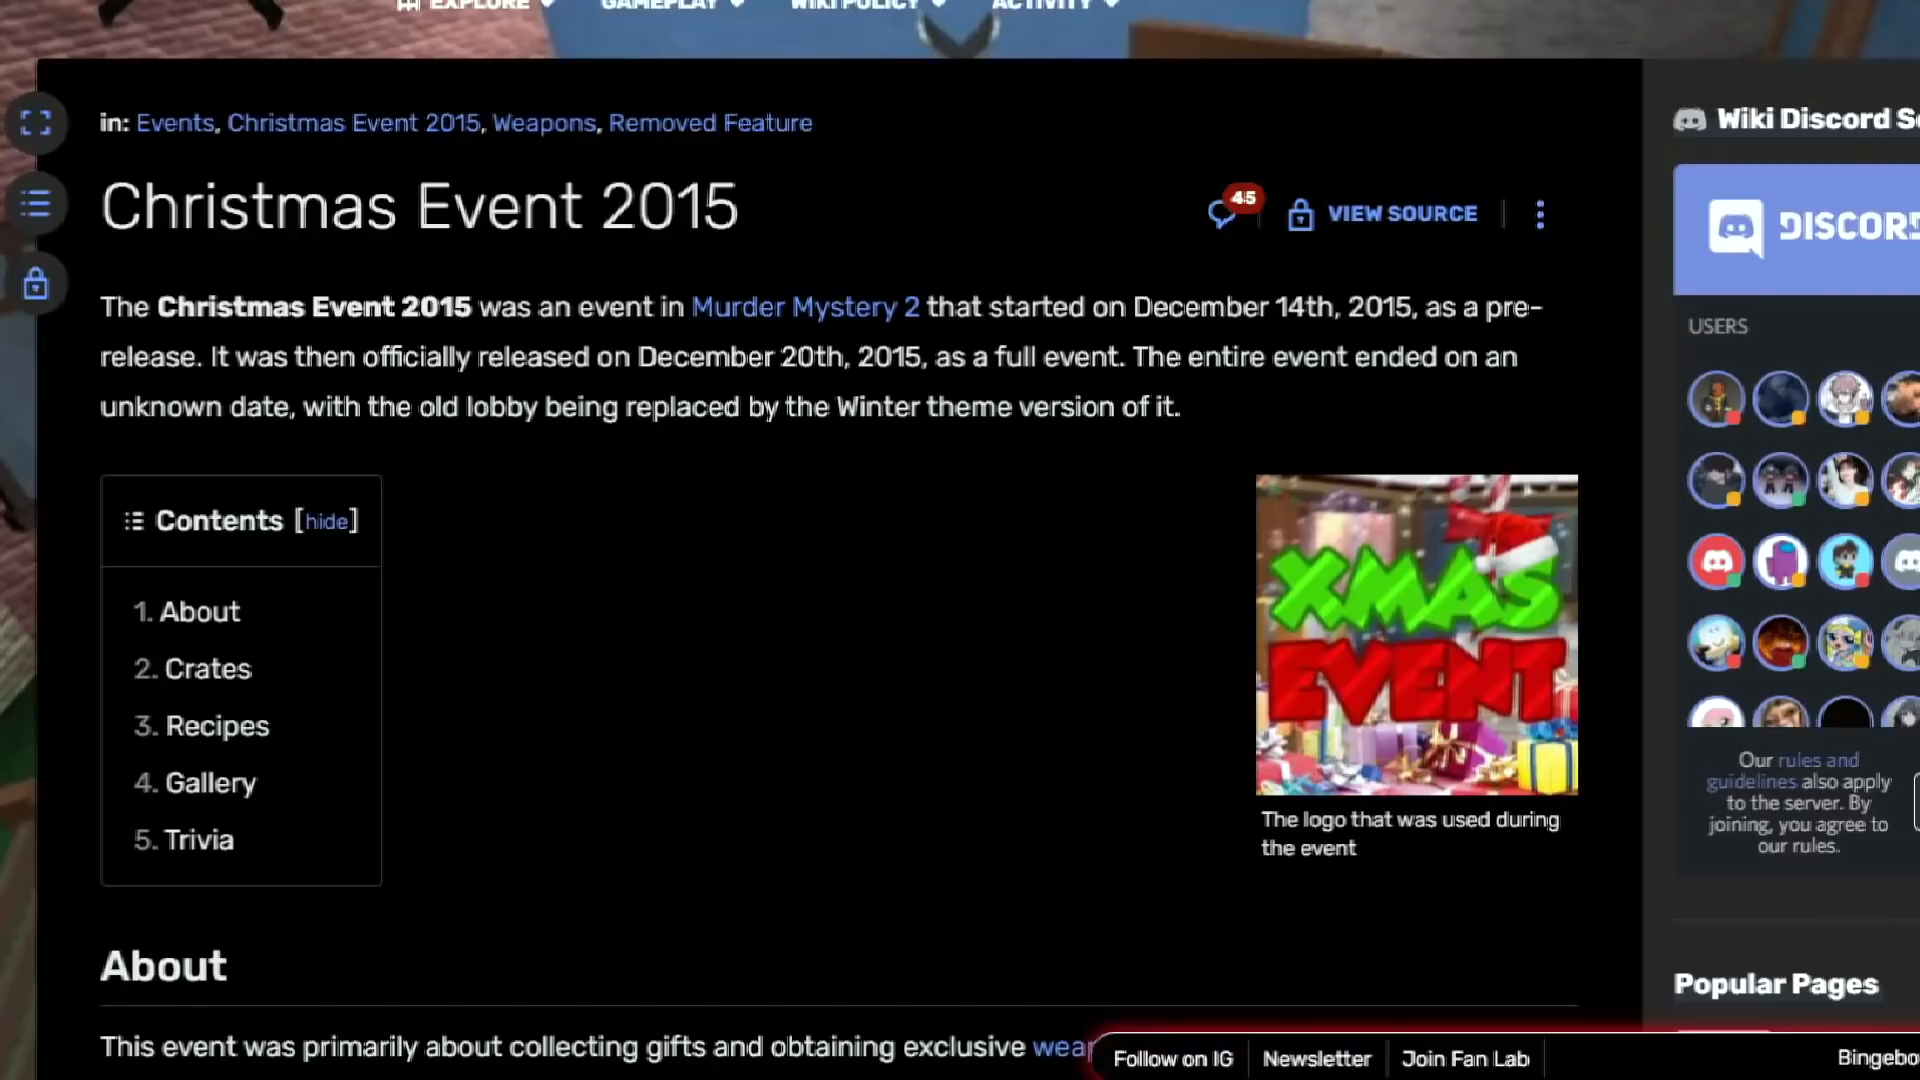 EXPLORE GAMEPLAY WIKI POLICY ACTIVITY
in: Events, Christmas Event 2015, Weapons, Removed Feature
Christmas Event 2015
45
VIEW SOURCE
The Christmas Event 2015 was an event in Murder Mystery 2 that started on December 14th, 2015, as a pre-
release. It was then officially released on December 20th, 2015, as a full event. The entire event ended on an
unknown date, with the old lobby being replaced by the Winter theme version of it.
Contents [hide]
1. About
2. Crates
3. Recipes
4. Gallery
5. Trivia
XMAS
EVENT
The logo that was used during
the event
About
This event was primarily about collecting gifts and obtaining exclusive
Wiki Discord
DISCORD
USERS
Our rules and
guidelines also apply
to the server. By
joining, you agree to
our rules.
Popular Pages
Follow on IG
Newsletter
Join Fan Lab